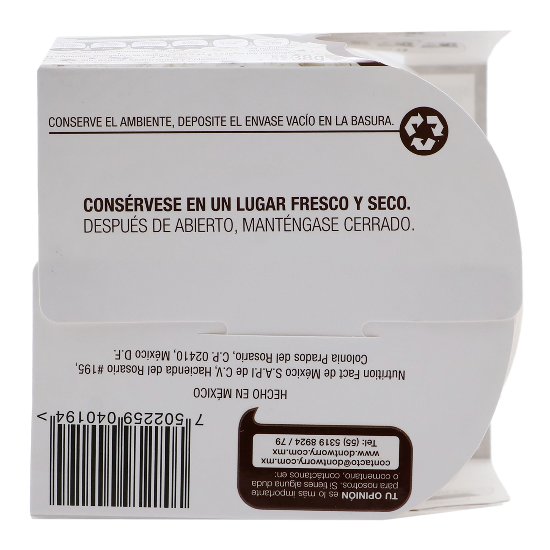 CONSERVE EL AMBIENTE, DEPOSITE EL ENVASE VACÍO EN LA BASURA.
CONSÉRVESE EN UN LUGAR FRESCO Y SECO.
DESPUÉS DE ABIERTO, MANTÉNGASE CERRADO.
TU OPINIÓN es lo más importante
para nosotros. Si tienes alguna duda
o comentario, contáctanos en:
contacto@dontworry.com.mx
www.dontworry.com.mx
Tel: (55) 5319 8924 / 79
7 502259 040194 >
HECHO EN MÉXICO
Nutrition Fact de México S.A.P.I de C.V, Hacienda del Rosario #195,
Colonia Prados del Rosario, C.P. 02410, México D.F.